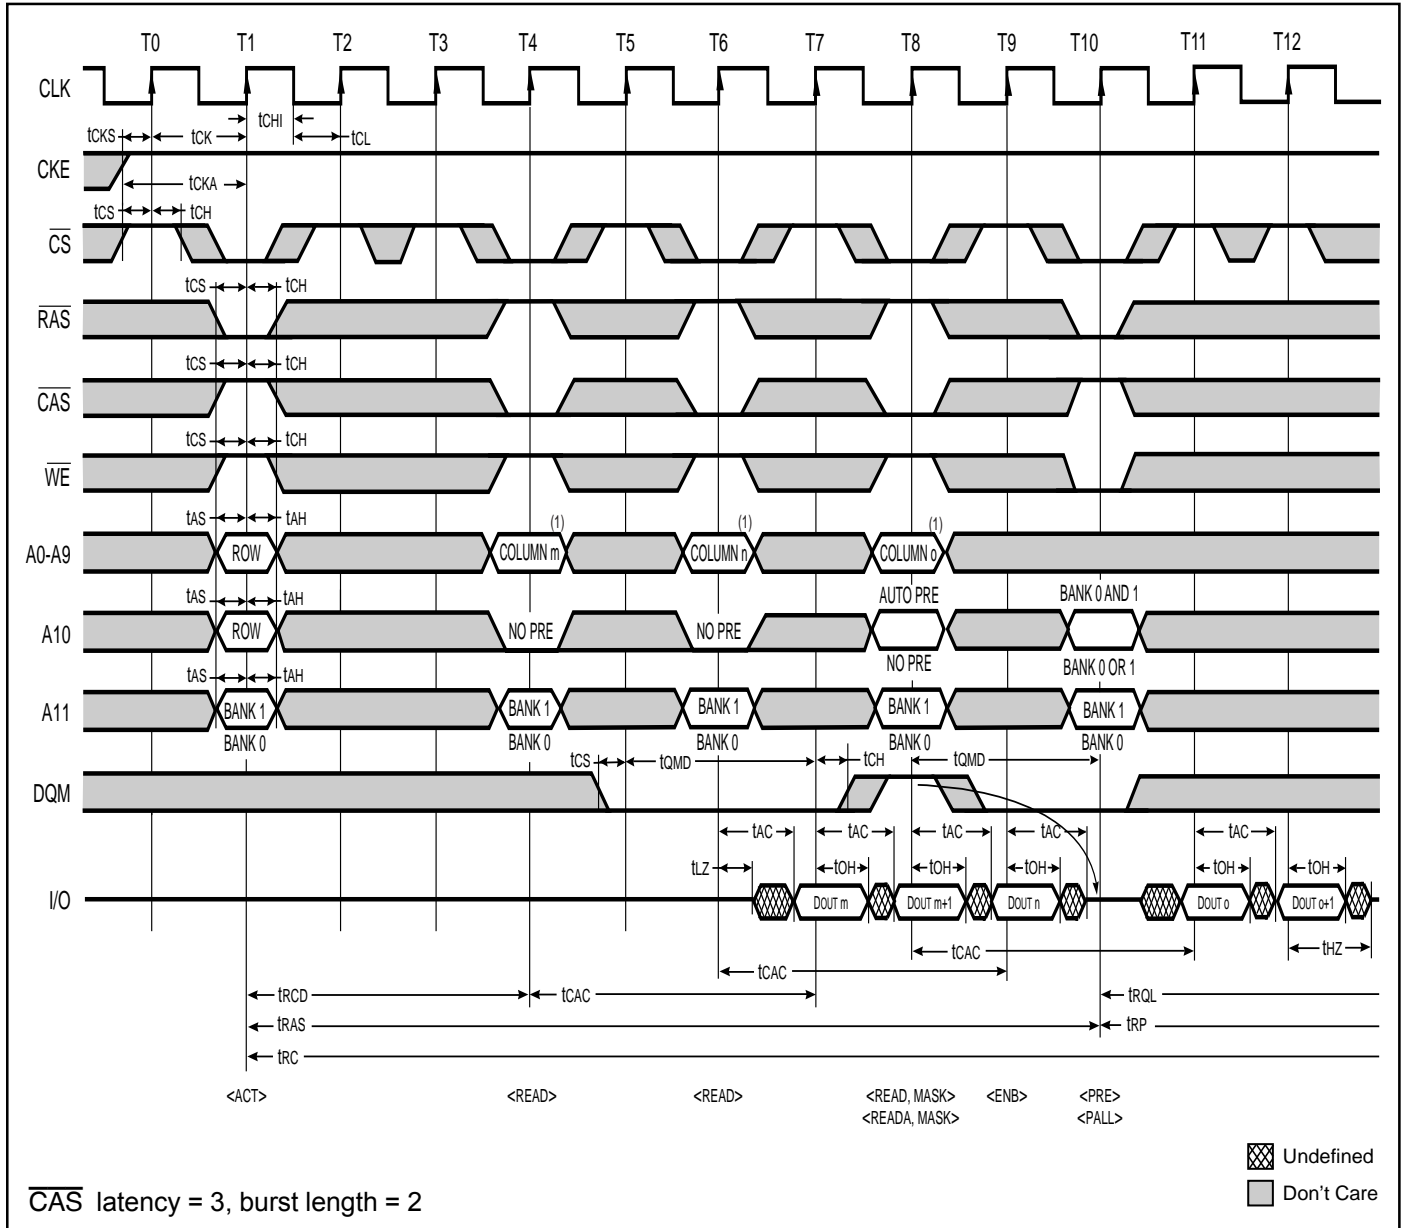 T0 T1 T2 T3 T4 T5 T6 T7 T8 T9 T10 T11 T12
CLK
tCHI
tCKS tCK tCL
CKE
tCKA
tCS tCH
CS
tCS tCH
RAS
tCS tCH
CAS
tCS tCH
WE
tAS tAH (1) (1) (1)
A0-A9 ROW COLUMN m COLUMN n COLUMN o
tAS tAH AUTO PRE BANK 0 AND 1
A10 ROW NO PRE NO PRE
NO PRE BANK 0 OR 1
tAS tAH
A11 BANK 1 BANK 1 BANK 1 BANK 1 BANK 1
BANK 0 BANK 0 BANK 0 BANK 0 BANK 0
tCS tQMD tCH tQMD
DQM
tAC tAC tAC tAC tAC
tLZ tOH tOH tOH tOH tOH
I/O DOUT m DOUT m+1 DOUT n DOUT o DOUT o+1
tCAC tHZ
tCAC
tRCD tCAC tRQL
tRAS tRP
tRC
<ACT> <READ> <READ> <READ, MASK> <ENB> <PRE>
<READA, MASK> <PALL>
Undefined
Don't Care
CAS latency = 3, burst length = 2